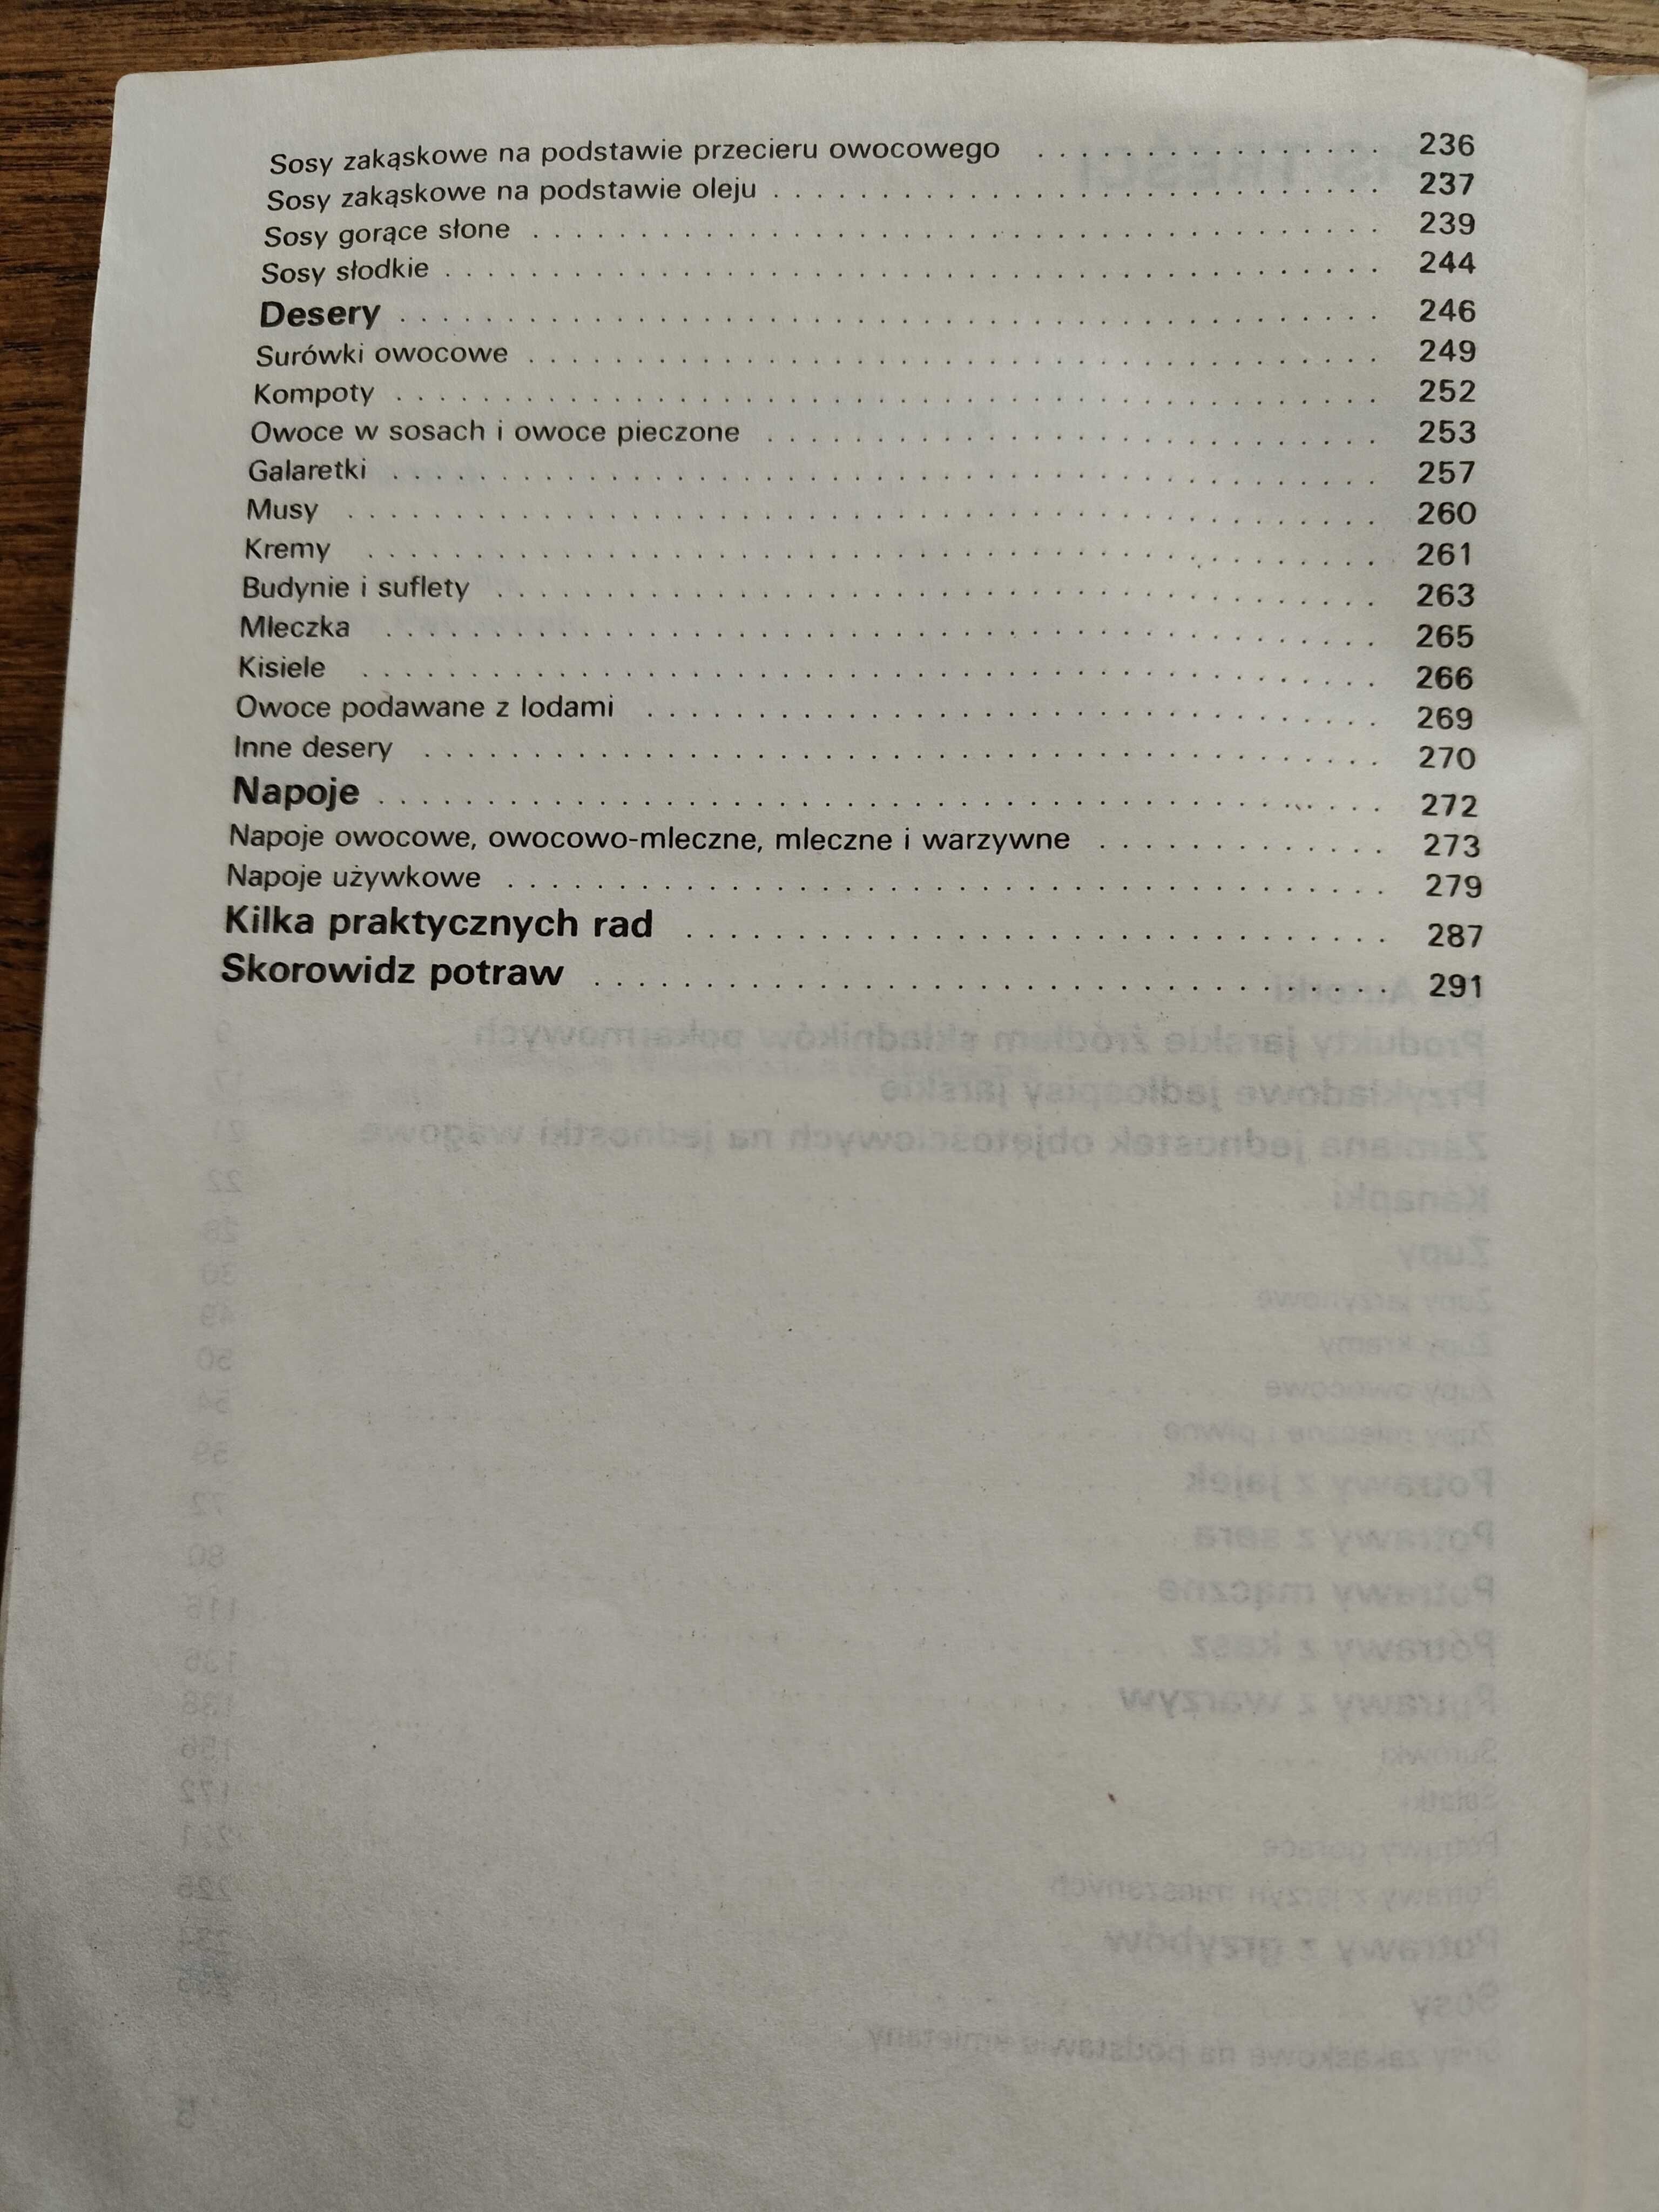 Sosy zakąskowe na podstawie przecieru owocowego . . . . . . . . . . . . . . . . 236
Sosy zakąskowe na podstawie oleju . . . . . . . . . . . . . . . . . . . . . . 237
Sosy gorące słone . . . . . . . . . . . . . . . . . . . . . . . . . . . . . . 239
Sosy słodkie . . . . . . . . . . . . . . . . . . . . . . . . . . . . . . . . . 244
Desery . . . . . . . . . . . . . . . . . . . . . . . . . . . . . . . . . . . 246
Surówki owocowe . . . . . . . . . . . . . . . . . . . . . . . . . . . . . . 249
Kompoty . . . . . . . . . . . . . . . . . . . . . . . . . . . . . . . . . . . 252
Owoce w sosach i owoce pieczone . . . . . . . . . . . . . . . . . . . . . . 253
Galaretki . . . . . . . . . . . . . . . . . . . . . . . . . . . . . . . . . . . 257
Musy . . . . . . . . . . . . . . . . . . . . . . . . . . . . . . . . . . . . 260
Kremy . . . . . . . . . . . . . . . . . . . . . . . . . . . . . . . . . . . . 261
Budynie i suflety . . . . . . . . . . . . . . . . . . . . . . . . . . . . . . . 263
Mleczka . . . . . . . . . . . . . . . . . . . . . . . . . . . . . . . . . . . 265
Kisiele . . . . . . . . . . . . . . . . . . . . . . . . . . . . . . . . . . . . 266
Owoce podawane z lodami . . . . . . . . . . . . . . . . . . . . . . . . . . 269
Inne desery . . . . . . . . . . . . . . . . . . . . . . . . . . . . . . . . . . 270
Napoje . . . . . . . . . . . . . . . . . . . . . . . . . . . . . . . . . . . . 272
Napoje owocowe, owocowo-mleczne, mleczne i warzywne . . . . . . . . . . . . . 273
Napoje używkowe . . . . . . . . . . . . . . . . . . . . . . . . . . . . . . . 279
Kilka praktycznych rad . . . . . . . . . . . . . . . . . . . . . . . . . . . 287
Skorowidz potraw . . . . . . . . . . . . . . . . . . . . . . . . . . . . . . 291